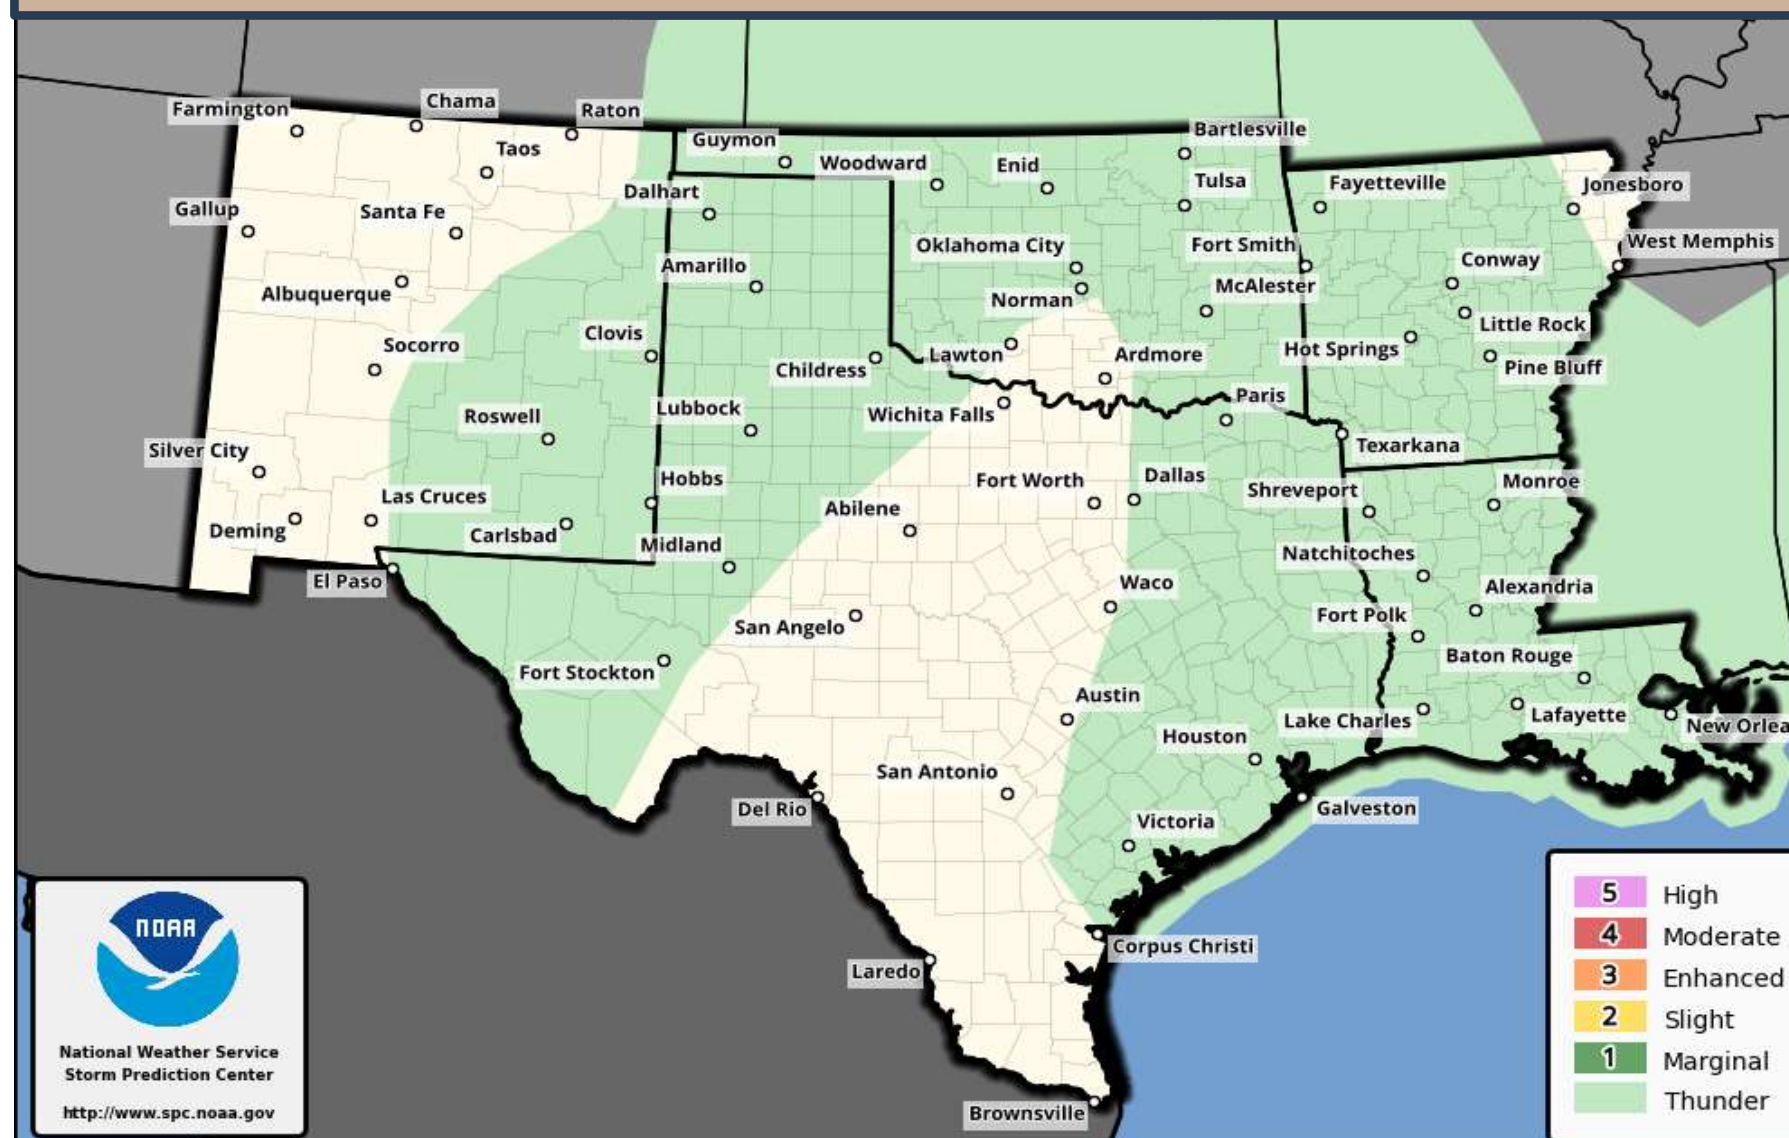 Farmington
Chama
Raton
Taos
Guymon
Woodward
Enid
Bartlesville
Tulsa
Fayetteville
Jonesboro
Gallup
Santa Fe
Dalhart
Oklahoma City
Fort Smith
West Memphis
Conway
Albuquerque
Amarillo
Norman
McAlester
Little Rock
Socorro
Clovis
Childress
Lawton
Ardmore
Hot Springs
Pine Bluff
Roswell
Lubbock
Wichita Falls
Paris
Texarkana
Silver City
Las Cruces
Hobbs
Fort Worth
Dallas
Shreveport
Monroe
Deming
Carlsbad
Midland
Abilene
Natchitoches
El Paso
Waco
Alexandria
San Angelo
Fort Polk
Fort Stockton
Baton Rouge
Austin
Lake Charles
Lafayette
New Orlea
Houston
San Antonio
Del Rio
Galveston
Victoria
Corpus Christi
Laredo
Brownsville
NOAA
National Weather Service
Storm Prediction Center
http://www.spc.noaa.gov
5 High
4 Moderate
3 Enhanced
2 Slight
1 Marginal
Thunder